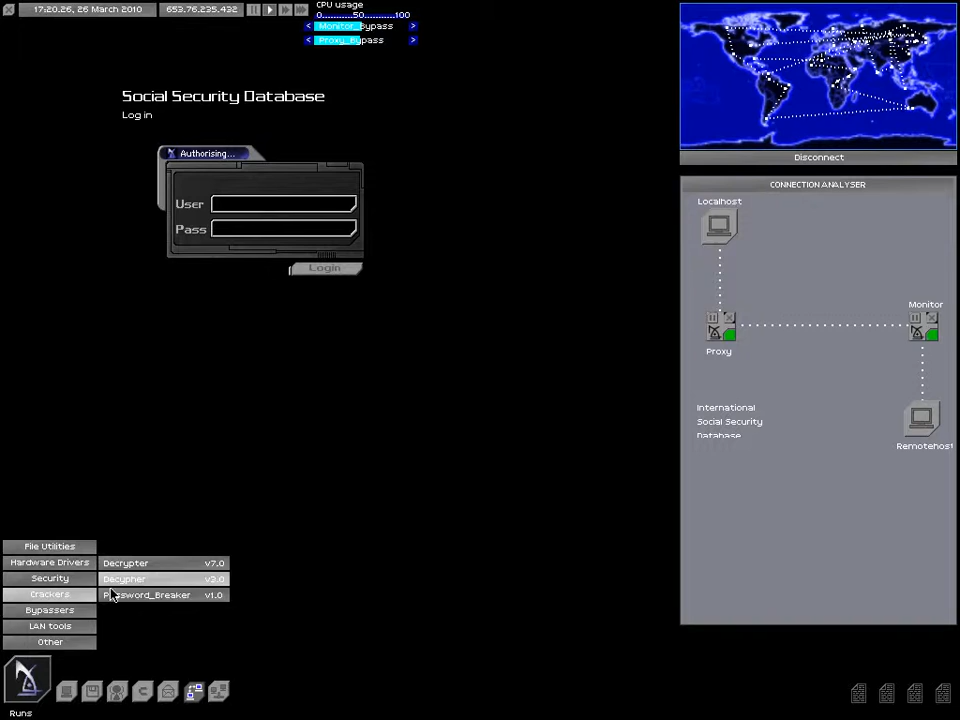 17:20.26, 26 March 2010
653.76.235.432
CPU usage
0...........50...........100
Monitor_Bypass
Proxy_Bypass
Social Security Database
Log in
Authorising...
User
Pass
Login
Disconnect
CONNECTION ANALYSER
Localhost
Monitor
Proxy
International
Social Security
Database
Remotehost
File Utilities
Hardware Drivers
Security
Crackers
Bypassers
LAN tools
Other
Decrypter v7.0
Decypher v3.0
Password_Breaker v1.0
Runs